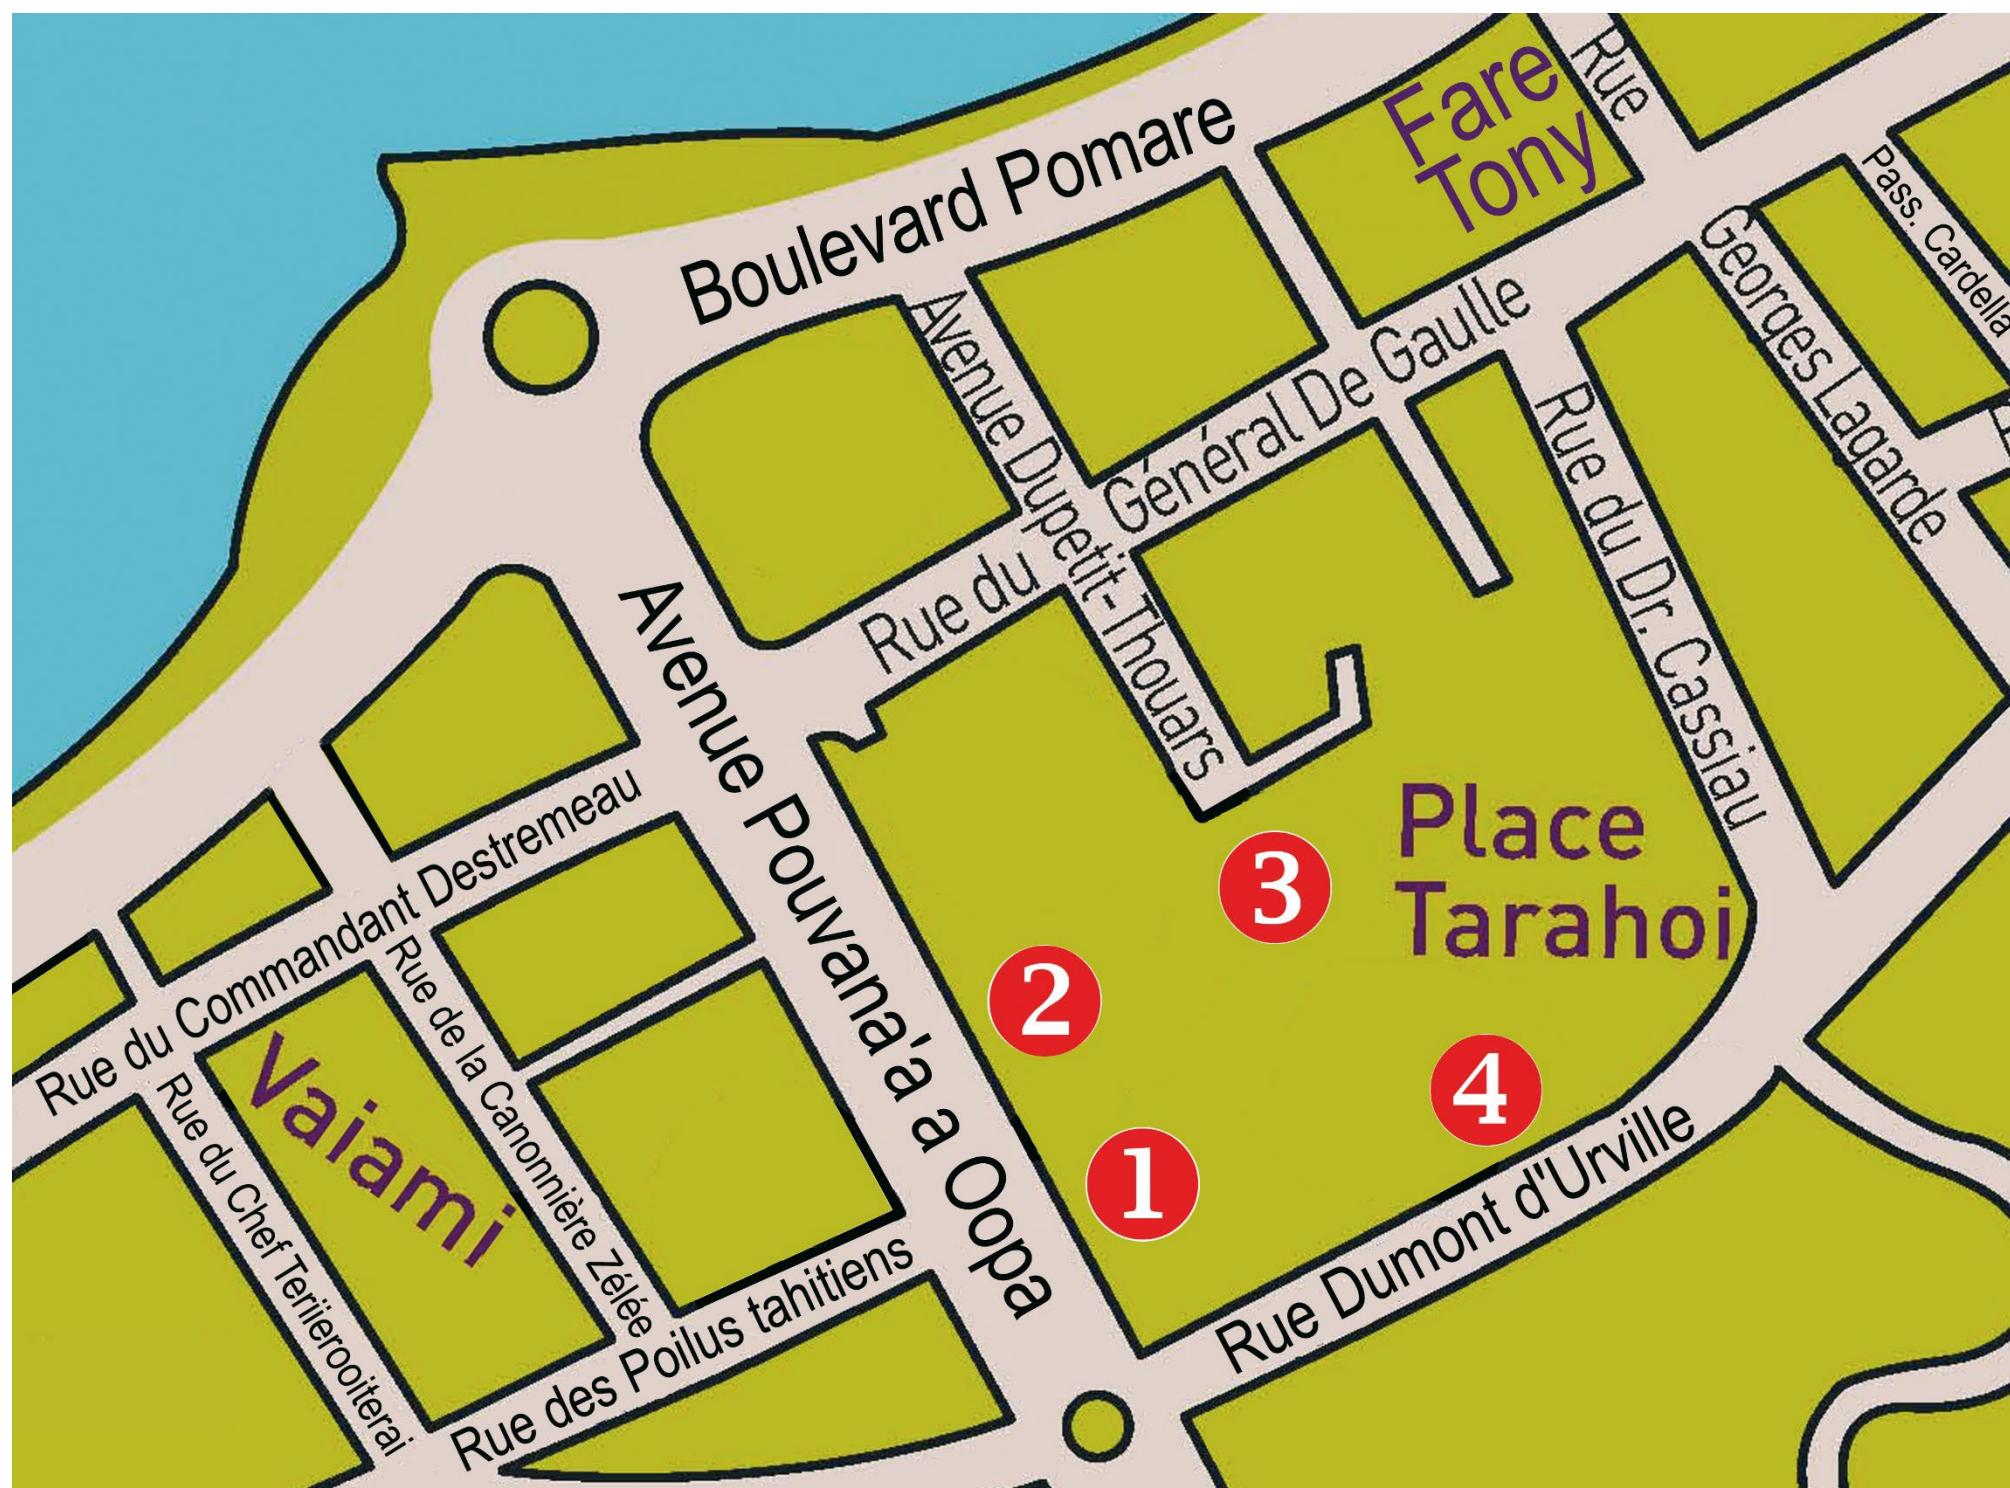 Fare
Tony
Rue
Georges Lagarde
Pass. Cardella
Boulevard Pomare
Avenue Dupetit-Thouars
Rue du Général De Gaulle
Rue du Dr. Cassiau
Avenue Pouvana'a a Oopa
Place
Tarahoi
Rue du Commandant Destremeau
Rue de la Canonnière Zélée
Rue du Chef Teriierooiterai
Vaiami
3
2
4
1
Rue Dumont d'Urville
Rue des Poilus tahitiens